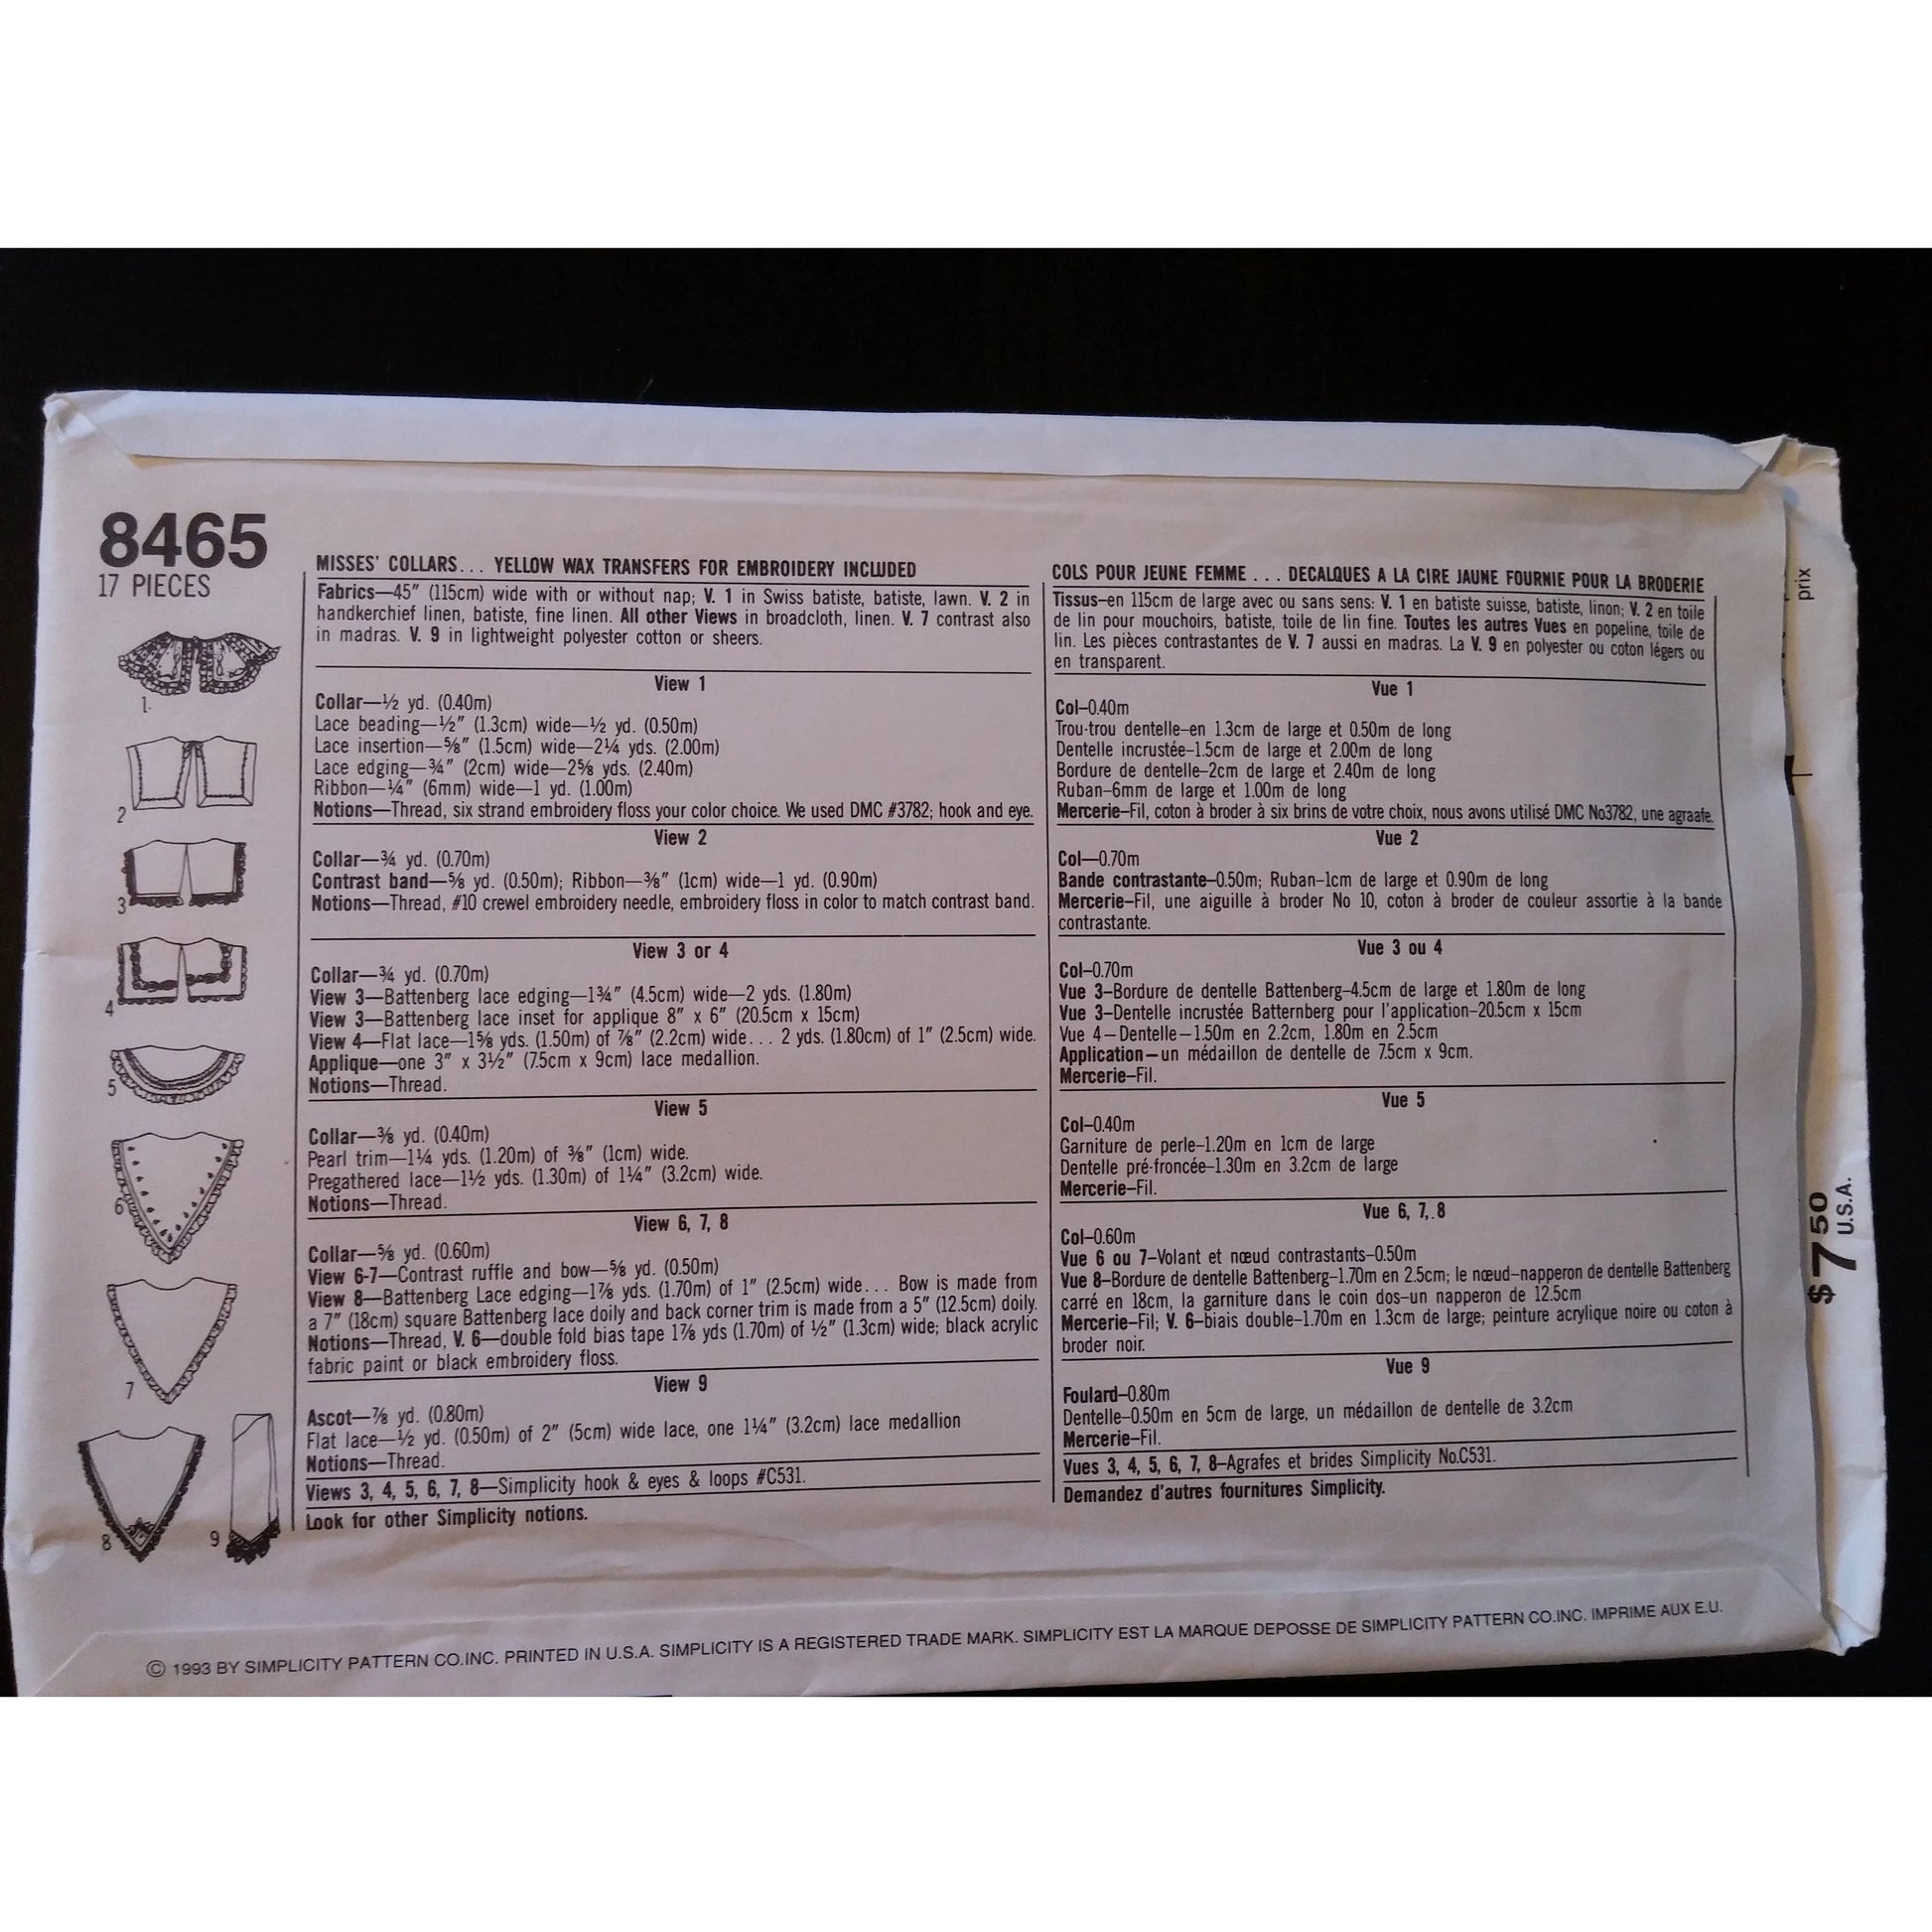 8465
17 PIECES
1.
2
3
4
5
6
7
8
9
MISSES' COLLARS... YELLOW WAX TRANSFERS FOR EMBROIDERY INCLUDED
Fabrics—45" (115cm) wide with or without nap; V. 1 in Swiss batiste, batiste, lawn. V. 2 in
handkerchief linen, batiste, fine linen. All other Views in broadcloth, linen. V. 7 contrast also
in madras. V. 9 in lightweight polyester cotton or sheers.
View 1
Collar—½ yd. (0.40m)
Lace beading—½" (1.3cm) wide—½ yd. (0.50m)
Lace insertion—⅝" (1.5cm) wide—2¼ yds. (2.00m)
Lace edging—¾" (2cm) wide—2⅝ yds. (2.40m)
Ribbon—¼" (6mm) wide—1 yd. (1.00m)
Notions—Thread, six strand embroidery floss your color choice. We used DMC #3782; hook and eye.
View 2
Collar—¾ yd. (0.70m)
Contrast band—⅝ yd. (0.50m); Ribbon—⅜" (1cm) wide—1 yd. (0.90m)
Notions—Thread, #10 crewel embroidery needle, embroidery floss in color to match contrast band.
View 3 or 4
Collar—¾ yd. (0.70m)
View 3—Battenberg lace edging—1¾" (4.5cm) wide—2 yds. (1.80m)
View 3—Battenberg lace inset for applique 8" x 6" (20.5cm x 15cm)
View 4—Flat lace—1⅝ yds. (1.50m) of ⅞" (2.2cm) wide... 2 yds. (1.80cm) of 1" (2.5cm) wide.
Applique—one 3" x 3½" (7.5cm x 9cm) lace medallion.
Notions—Thread.
View 5
Collar—⅜ yd. (0.40m)
Pearl trim—1¼ yds. (1.20m) of ⅜" (1cm) wide.
Pregathered lace—1½ yds. (1.30m) of 1¼" (3.2cm) wide.
Notions—Thread.
View 6, 7, 8
Collar—⅝ yd. (0.60m)
View 6-7—Contrast ruffle and bow—⅝ yd. (0.50m)
View 8—Battenberg Lace edging—1⅞ yds. (1.70m) of 1" (2.5cm) wide... Bow is made from
a 7" (18cm) square Battenberg lace doily and back corner trim is made from a 5" (12.5cm) doily.
Notions—Thread, V. 6—double fold bias tape 1⅞ yds (1.70m) of ½" (1.3cm) wide; black acrylic
fabric paint or black embroidery floss.
View 9
Ascot—⅞ yd. (0.80m)
Flat lace—½ yd. (0.50m) of 2" (5cm) wide lace, one 1¼" (3.2cm) lace medallion
Notions—Thread.
Views 3, 4, 5, 6, 7, 8—Simplicity hook & eyes & loops #C531.
Look for other Simplicity notions.
COLS POUR JEUNE FEMME ... DECALQUES A LA CIRE JAUNE FOURNIE POUR LA BRODERIE
Tissus–en 115cm de large avec ou sans sens: V. 1 en batiste suisse, batiste, linon; V. 2 en toile
de lin pour mouchoirs, batiste, toile de lin fine. Toutes les autres Vues en popeline, toile de
lin. Les pièces contrastantes de V. 7 aussi en madras. La V. 9 en polyester ou coton légers ou
en transparent.
Vue 1
Col–0.40m
Trou-trou dentelle–en 1.3cm de large et 0.50m de long
Dentelle incrustée–1.5cm de large et 2.00m de long
Bordure de dentelle–2cm de large et 2.40m de long
Ruban–6mm de large et 1.00m de long
Mercerie–Fil, coton à broder à six brins de votre choix, nous avons utilisé DMC No3782, une agraafe.
Vue 2
Col—0.70m
Bande contrastante–0.50m; Ruban–1cm de large et 0.90m de long
Mercerie–Fil, une aiguille à broder No 10, coton à broder de couleur assortie à la bande
contrastante.
Vue 3 ou 4
Col–0.70m
Vue 3–Bordure de dentelle Battenberg–4.5cm de large et 1.80m de long
Vue 3–Dentelle incrustée Batternberg pour l'application–20.5cm x 15cm
Vue 4–Dentelle–1.50m en 2.2cm, 1.80m en 2.5cm
Application–un médaillon de dentelle de 7.5cm x 9cm.
Mercerie–Fil.
Vue 5
Col–0.40m
Garniture de perle–1.20m en 1cm de large
Dentelle pré-froncée–1.30m en 3.2cm de large
Mercerie–Fil.
Vue 6, 7,.8
Col–0.60m
Vue 6 ou 7–Volant et nœud contrastants–0.50m
Vue 8–Bordure de dentelle Battenberg–1.70m en 2.5cm; le nœud–napperon de dentelle Battenberg
carré en 18cm, la garniture dans le coin dos–un napperon de 12.5cm
Mercerie–Fil; V. 6–biais double–1.70m en 1.3cm de large; peinture acrylique noire ou coton à
broder noir.
Vue 9
Foulard–0.80m
Dentelle–0.50m en 5cm de large, un médaillon de dentelle de 3.2cm
Mercerie–Fil.
Vues 3, 4, 5, 6, 7, 8–Agrafes et brides Simplicity No.C531.
Demandez d'autres fournitures Simplicity.
prix
$750
U.S.A.
© 1993 BY SIMPLICITY PATTERN CO.INC. PRINTED IN U.S.A. SIMPLICITY IS A REGISTERED TRADE MARK. SIMPLICITY EST LA MARQUE DEPOSSE DE SIMPLICITY PATTERN CO.INC. IMPRIME AUX E.U.